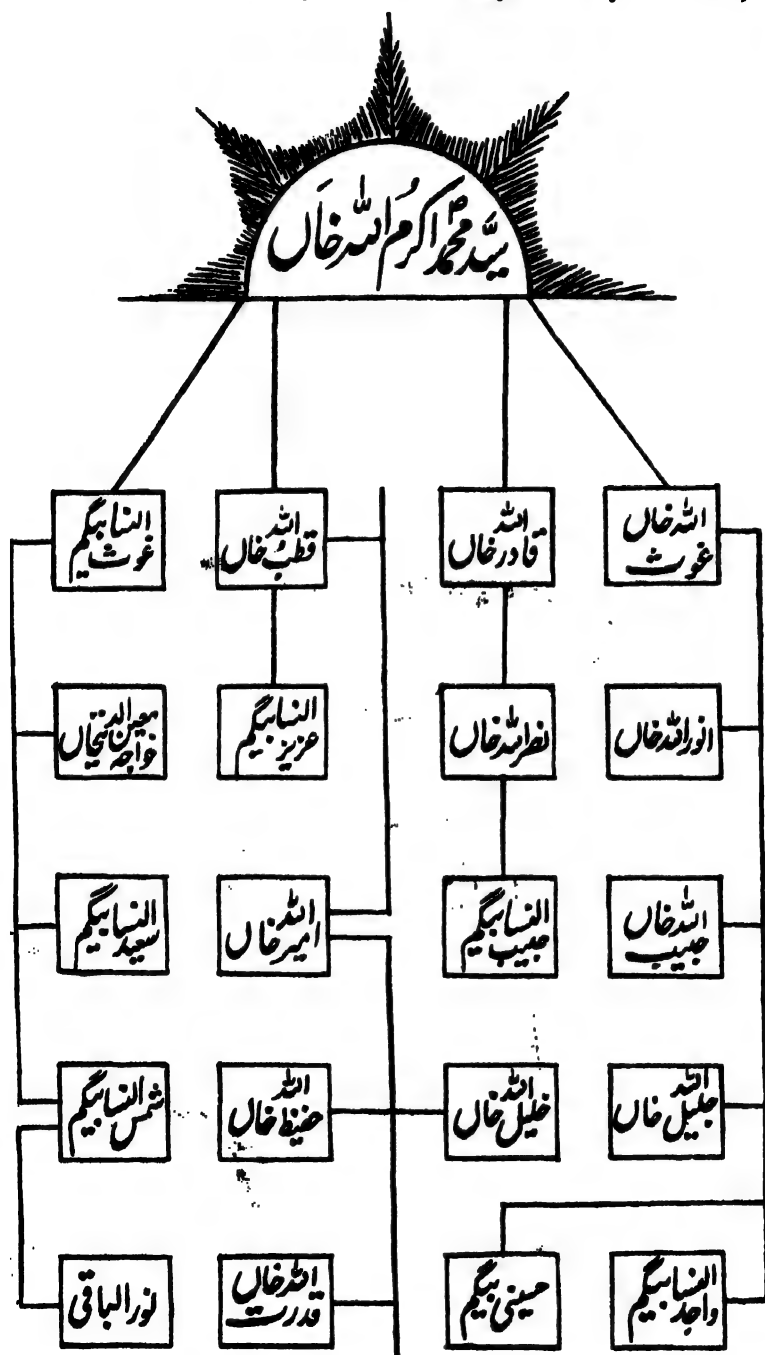 سیّد محمدؐ اکرمُ اللہ خاں
غوث اللہ خاں
قادر اللہ خاں
قطبُ اللہ خاں
غوث النسا بیگم
انور اللہ خاں
نصر اللہ خاں
عزیز النسا بیگم
خواجہ معین الدینخاں
حبیب اللہ خاں
حبیب النسا بیگم
امیر اللہ خاں
سعید النسا بیگم
جلیل اللہ خاں
خلیل اللہ خاں
حفیظ اللہ خاں
شمس النسا بیگم
واجد النسا بیگم
حسینی بیگم
قدرت اللہ خاں
نور الباقی